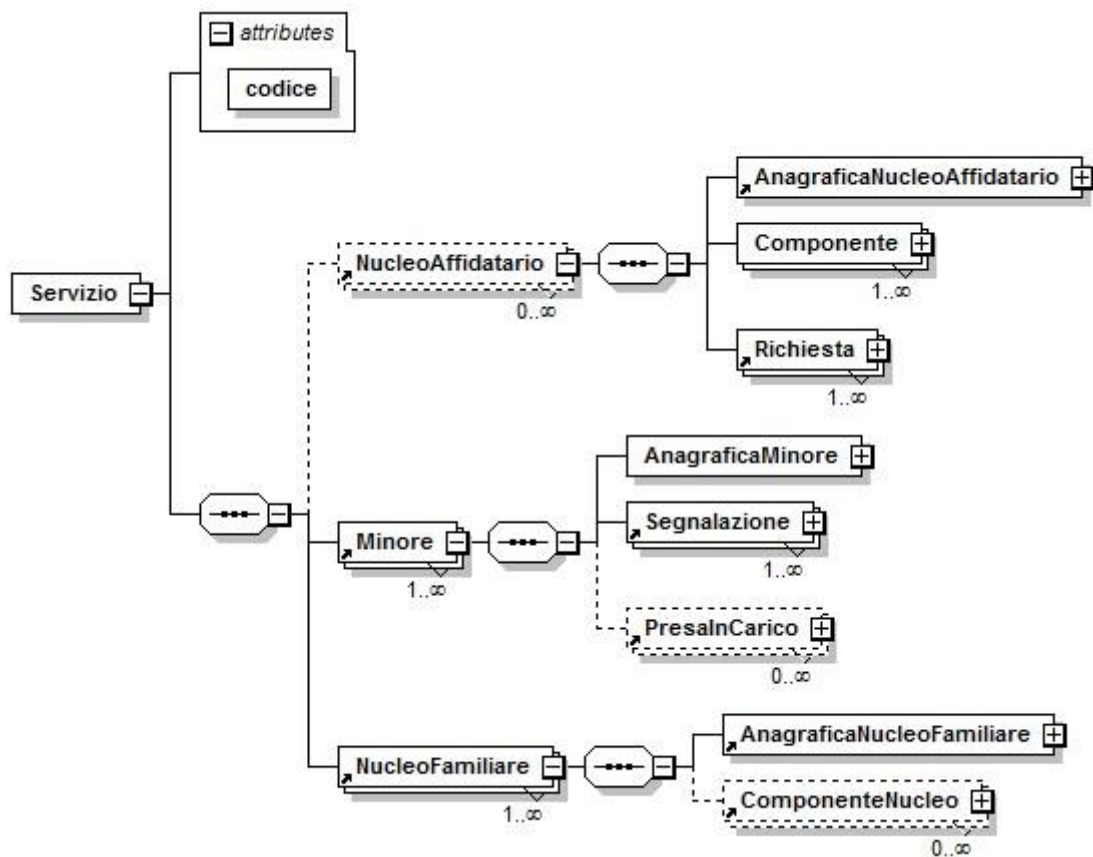 attributes
codice
AnagraficaNucleoAffidatario
Componente
1..∞
NucleoAffidatario
0..∞
Servizio
Richiesta
1..∞
AnagraficaMinore
Segnalazione
1..∞
Minore
1..∞
PresaInCarico
0..∞
AnagraficaNucleoFamiliare
NucleoFamiliare
1..∞
ComponenteNucleo
0..∞